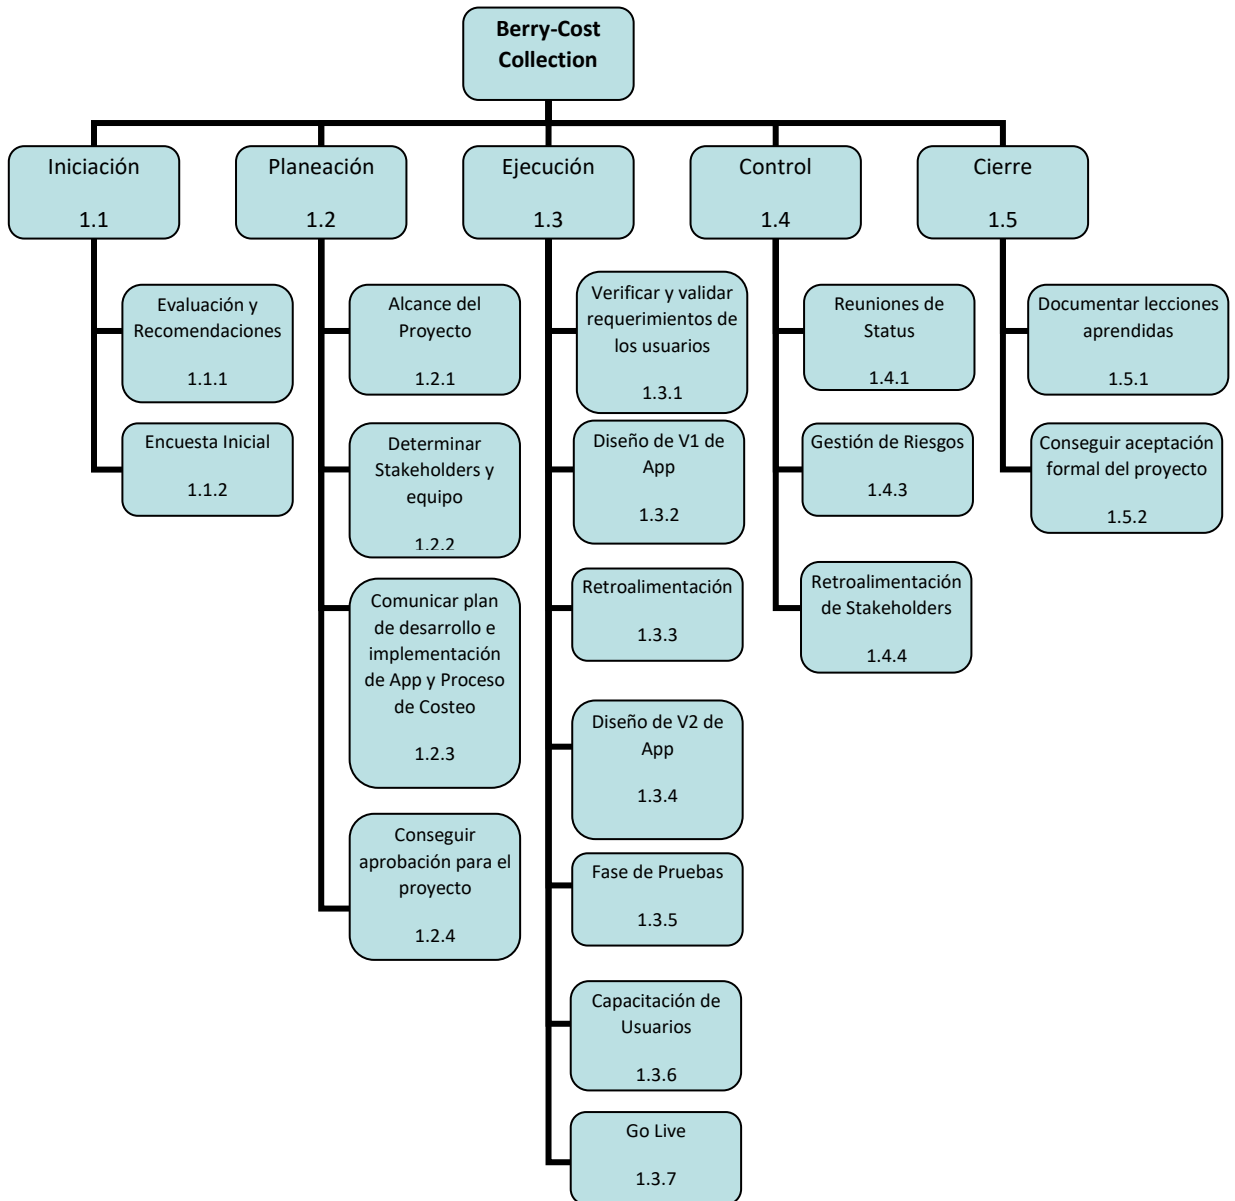 Berry-Cost
Collection
Iniciación
1.1
Planeación
1.2
Ejecución
1.3
Control
1.4
Cierre
1.5
Evaluación y
Recomendaciones
1.1.1
Encuesta Inicial
1.1.2
Alcance del
Proyecto
1.2.1
Determinar
Stakeholders y
equipo
1.2.2
Comunicar plan
de desarrollo e
implementación
de App y Proceso
de Costeo
1.2.3
Conseguir
aprobación para el
proyecto
1.2.4
Verificar y validar
requerimientos de
los usuarios
1.3.1
Diseño de V1 de
App
1.3.2
Retroalimentación
1.3.3
Diseño de V2 de
App
1.3.4
Fase de Pruebas
1.3.5
Capacitación de
Usuarios
1.3.6
Go Live
1.3.7
Reuniones de
Status
1.4.1
Gestión de Riesgos
1.4.3
Retroalimentación
de Stakeholders
1.4.4
Documentar lecciones
aprendidas
1.5.1
Conseguir aceptación
formal del proyecto
1.5.2